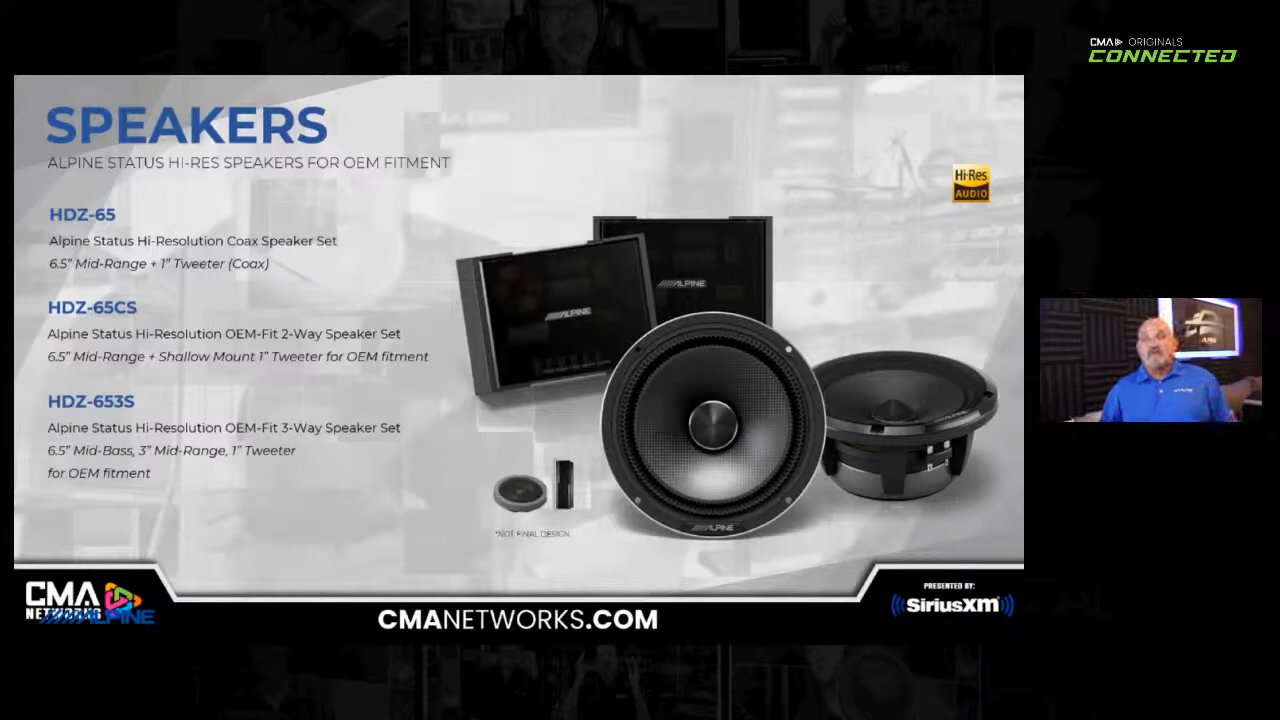 CMA ORIGINALS
CONNECTED
SPEAKERS
ALPINE STATUS HI-RES SPEAKERS FOR OEM FITMENT
Hi-Res
AUDIO
HDZ-65
Alpine Status Hi-Resolution Coax Speaker Set
6.5” Mid-Range + 1” Tweeter (Coax)
HDZ-65CS
Alpine Status Hi-Resolution OEM-Fit 2-Way Speaker Set
6.5” Mid-Range + Shallow Mount 1” Tweeter for OEM fitment
HDZ-653S
Alpine Status Hi-Resolution OEM-Fit 3-Way Speaker Set
6.5” Mid-Bass, 3” Mid-Range, 1” Tweeter
for OEM fitment
ALPINE
ALPINE
ALPINE
*NOT FINAL DESIGN
CMA
NETWORKS
ALPINE
CMANETWORKS.COM
PRESENTED BY:
SiriusXM